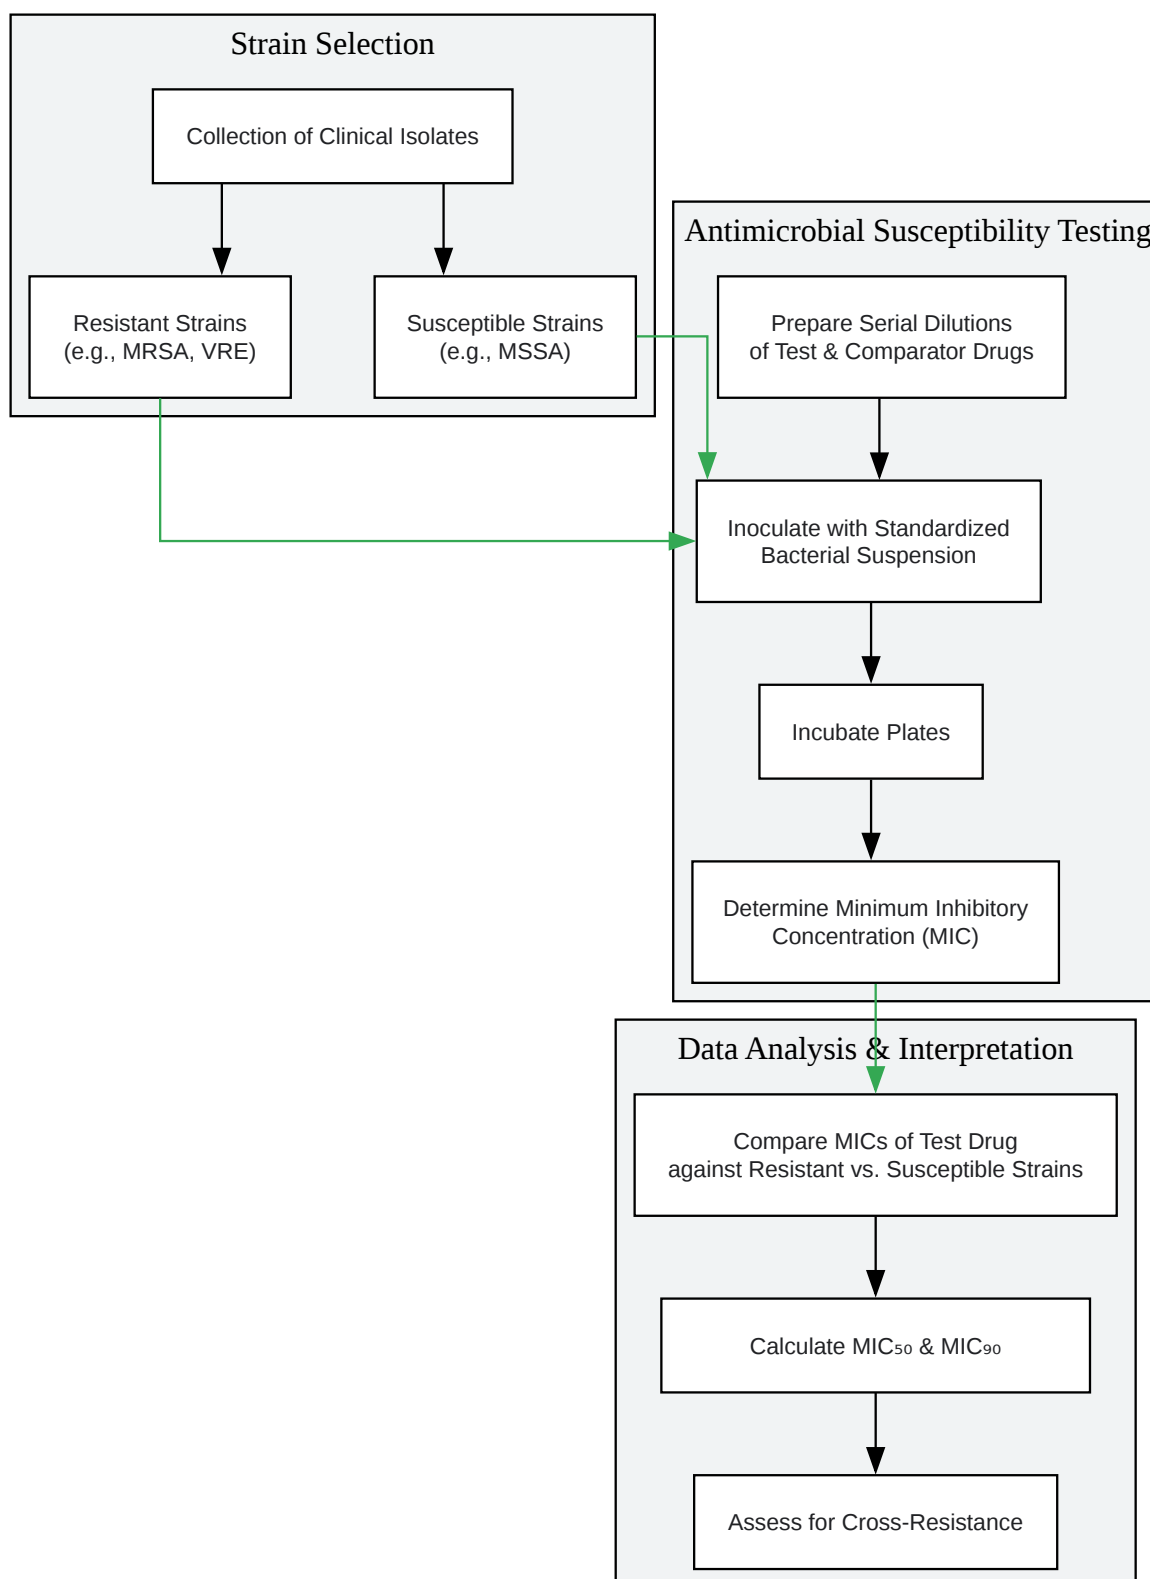 Strain Selection
Collection of Clinical Isolates
Resistant Strains
(e.g., MRSA, VRE)
Susceptible Strains
(e.g., MSSA)
Antimicrobial Susceptibility Testing
Prepare Serial Dilutions
of Test & Comparator Drugs
Inoculate with Standardized
Bacterial Suspension
Incubate Plates
Determine Minimum Inhibitory
Concentration (MIC)
Data Analysis & Interpretation
Compare MICs of Test Drug
against Resistant vs. Susceptible Strains
Calculate MIC₅₀ & MIC₉₀
Assess for Cross-Resistance